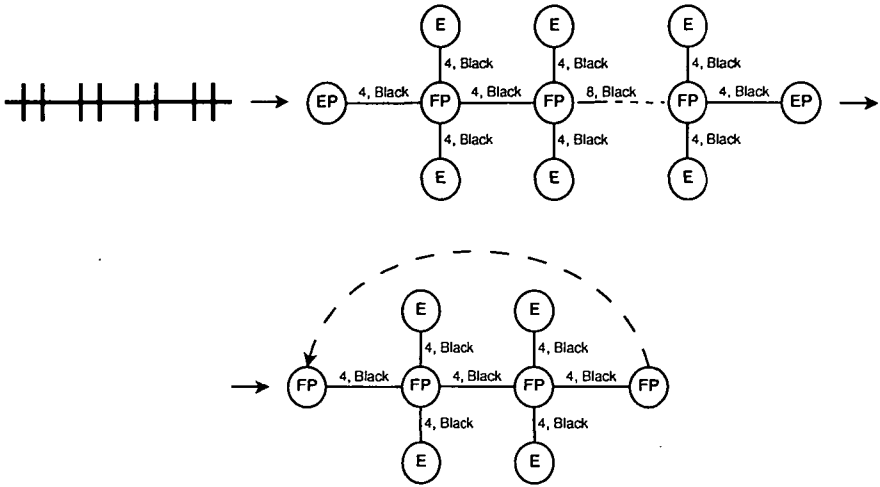 E E E
4, Black 4, Black 4, Black
EP 4, Black FP 4, Black FP 8, Black FP 4, Black EP
4, Black 4, Black 4, Black
E E E
E E
4, Black 4, Black
FP 4, Black FP 4, Black FP 4, Black FP
4, Black 4, Black
E E